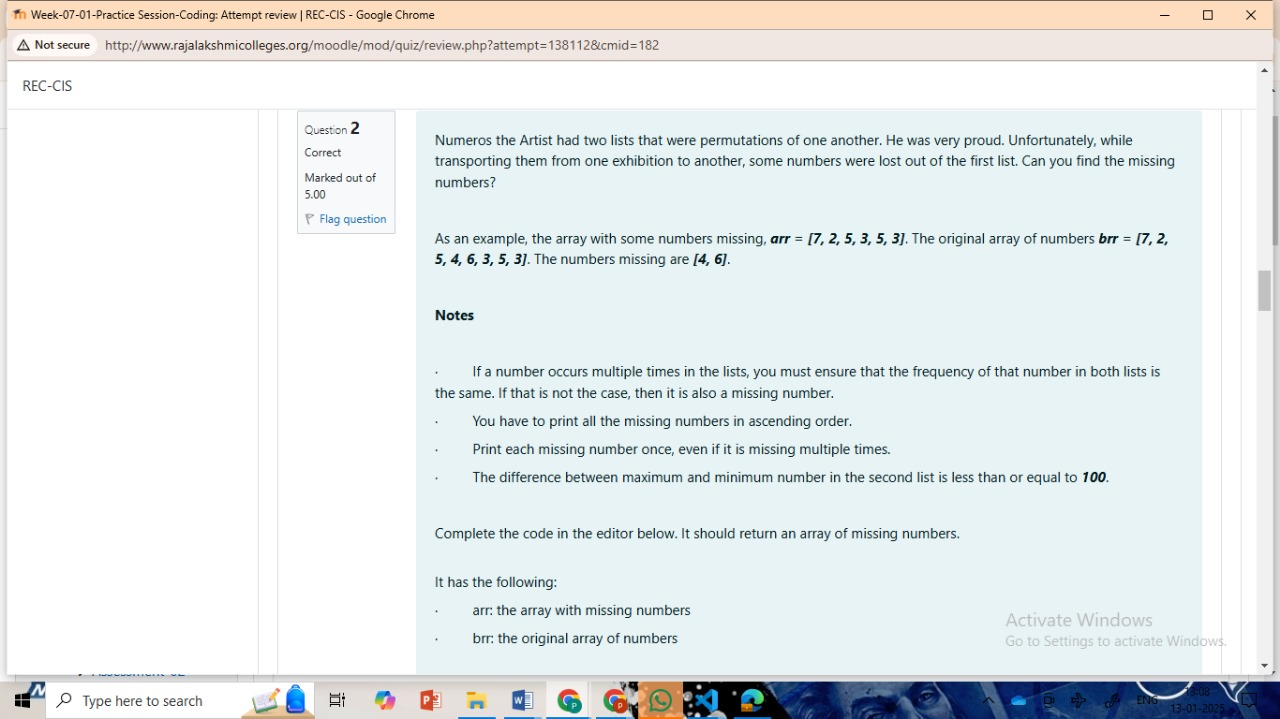 Week-07-01-Practice Session-Coding: Attempt review | REC-CIS - Google Chrome
Not secure http://www.rajalakshmicolleges.org/moodle/mod/quiz/review.php?attempt=138112&cmid=182
REC-CIS
Question 2
Correct
Marked out of
5.00
Flag question
Numeros the Artist had two lists that were permutations of one another. He was very proud. Unfortunately, while
transporting them from one exhibition to another, some numbers were lost out of the first list. Can you find the missing
numbers?
As an example, the array with some numbers missing, arr = [7, 2, 5, 3, 5, 3]. The original array of numbers brr = [7, 2,
5, 4, 6, 3, 5, 3]. The numbers missing are [4, 6].
Notes
· If a number occurs multiple times in the lists, you must ensure that the frequency of that number in both lists is
the same. If that is not the case, then it is also a missing number.
· You have to print all the missing numbers in ascending order.
· Print each missing number once, even if it is missing multiple times.
· The difference between maximum and minimum number in the second list is less than or equal to 100.
Complete the code in the editor below. It should return an array of missing numbers.
It has the following:
· arr: the array with missing numbers
· brr: the original array of numbers
Activate Windows
Go to Settings to activate Windows.
Type here to search
ENG
13:08
13-01-2025